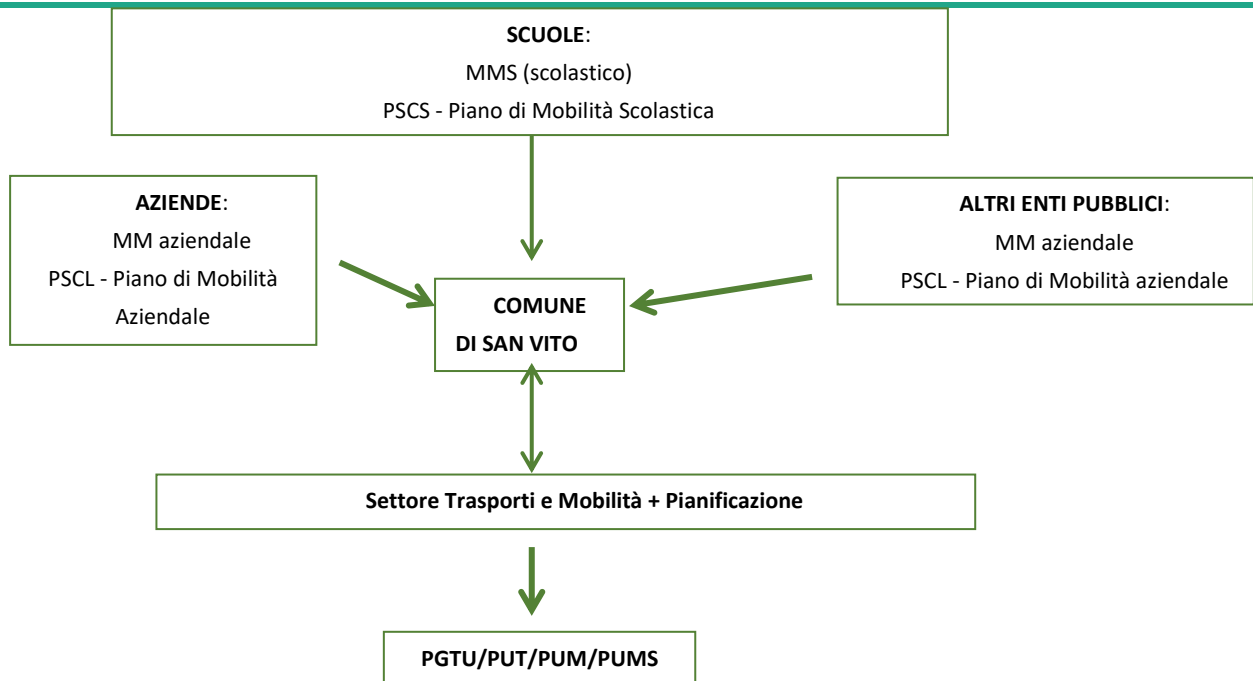 SCUOLE:
MMS (scolastico)
PSCS - Piano di Mobilità Scolastica
AZIENDE:
MM aziendale
PSCL - Piano di Mobilità
Aziendale
ALTRI ENTI PUBBLICI:
MM aziendale
PSCL - Piano di Mobilità aziendale
COMUNE
DI SAN VITO
Settore Trasporti e Mobilità + Pianificazione
PGTU/PUT/PUM/PUMS